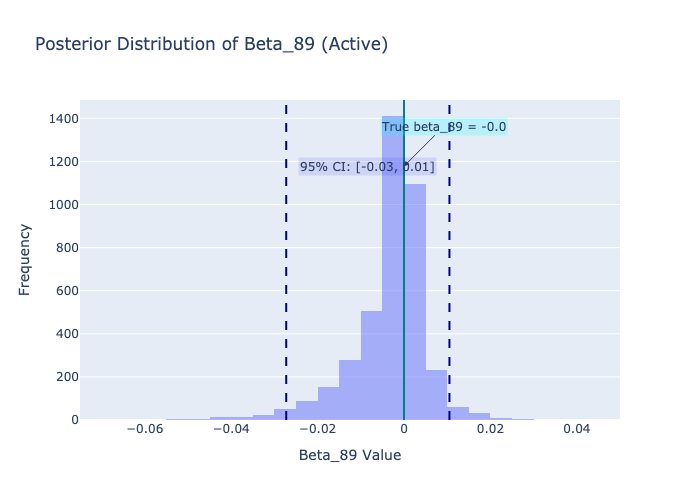 Posterior Distribution of Beta_89 (Active)
1400
1200
1000
800
600
400
200
0
Frequency
True beta_89 = -0.0
95% CI: [-0.03, 0.01]
−0.06
−0.04
−0.02
0
0.02
0.04
Beta_89 Value